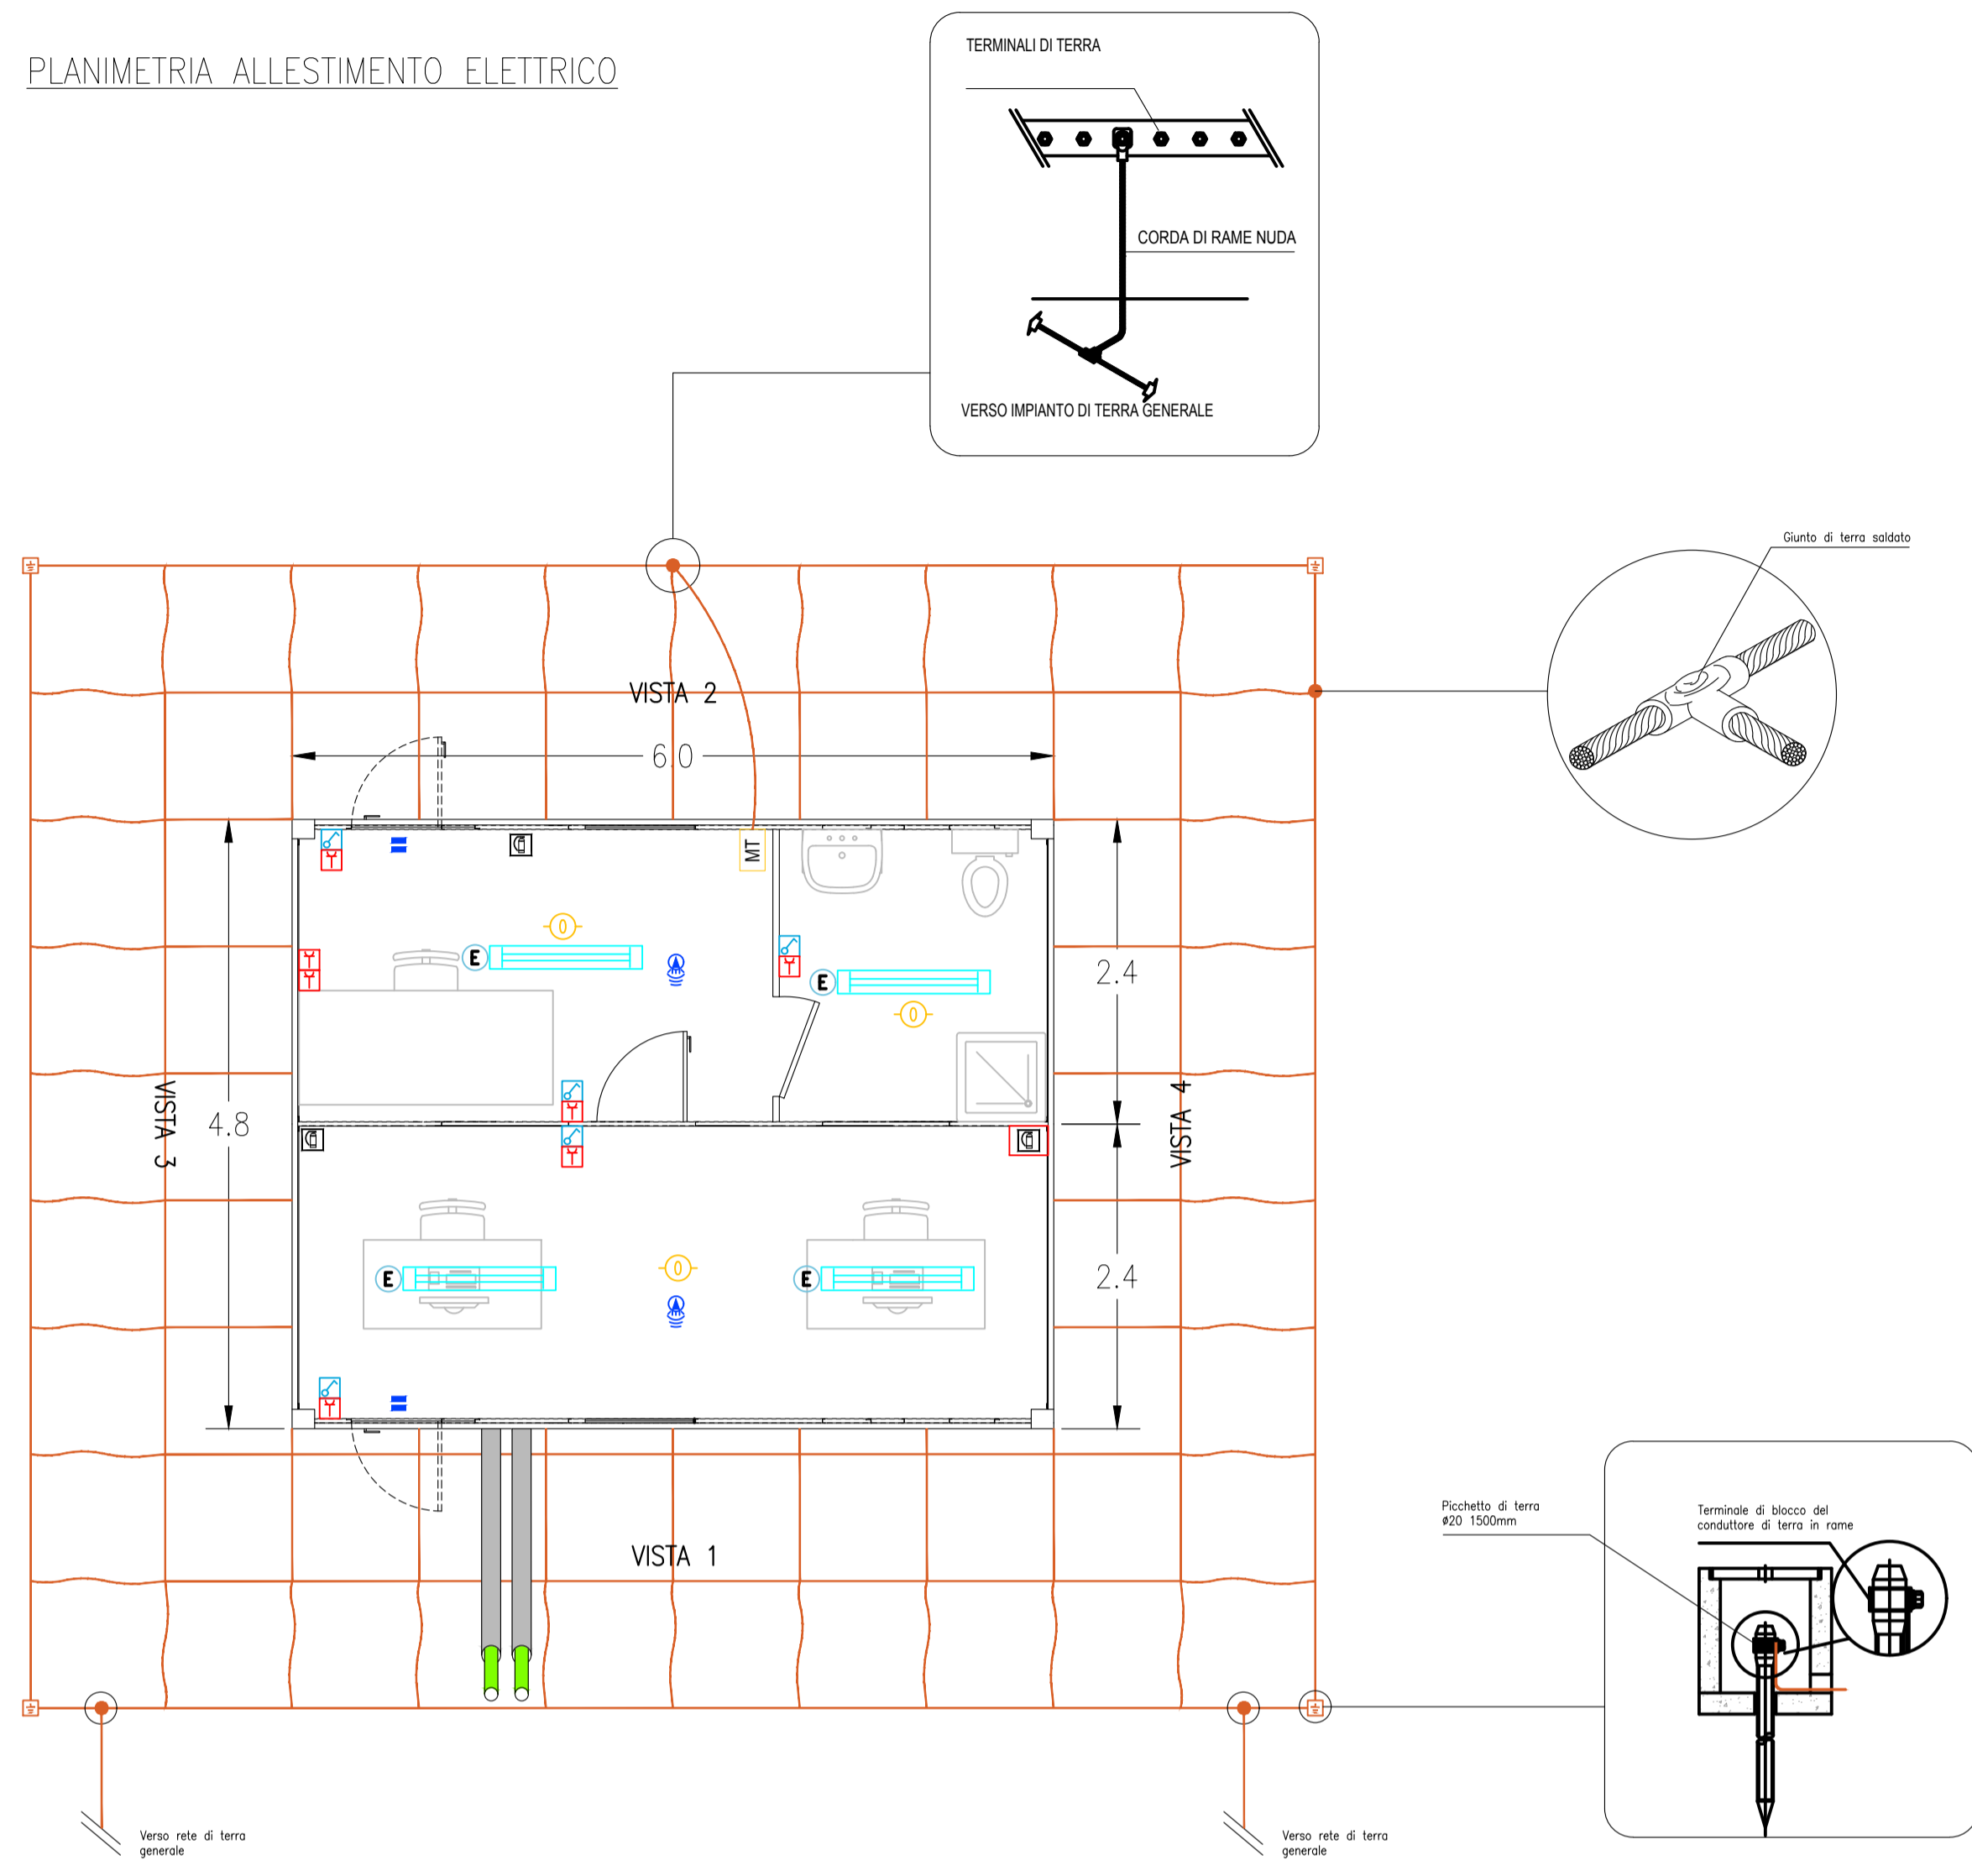 PLANIMETRIA ALLESTIMENTO ELETTRICO
TERMINALI DI TERRA
CORDA DI RAME NUDA
VERSO IMPIANTO DI TERRA GENERALE
Giunto di terra saldato
VISTA 2
6.0
MT
E
E
2.4
VISTA 3
4.8
VISTA 4
E
E
2.4
VISTA 1
Picchetto di terra
ø20 1500mm
Terminale di blocco del
conduttore di terra in rame
Verso rete di terra
generale
Verso rete di terra
generale